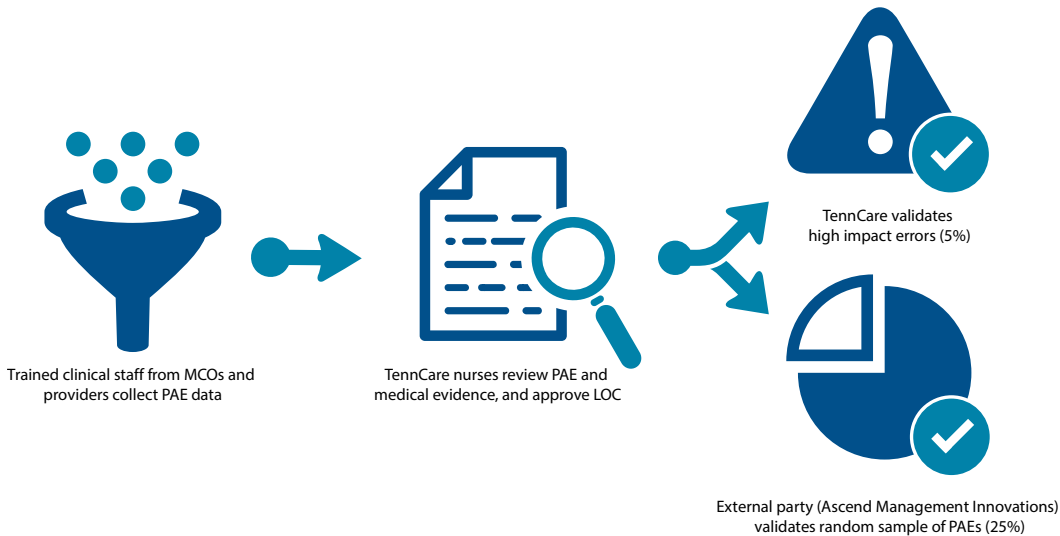 Trained clinical staff from MCOs and
providers collect PAE data
TennCare nurses review PAE and
medical evidence, and approve LOC
TennCare validates
high impact errors (5%)
External party (Ascend Management Innovations)
validates random sample of PAEs (25%)